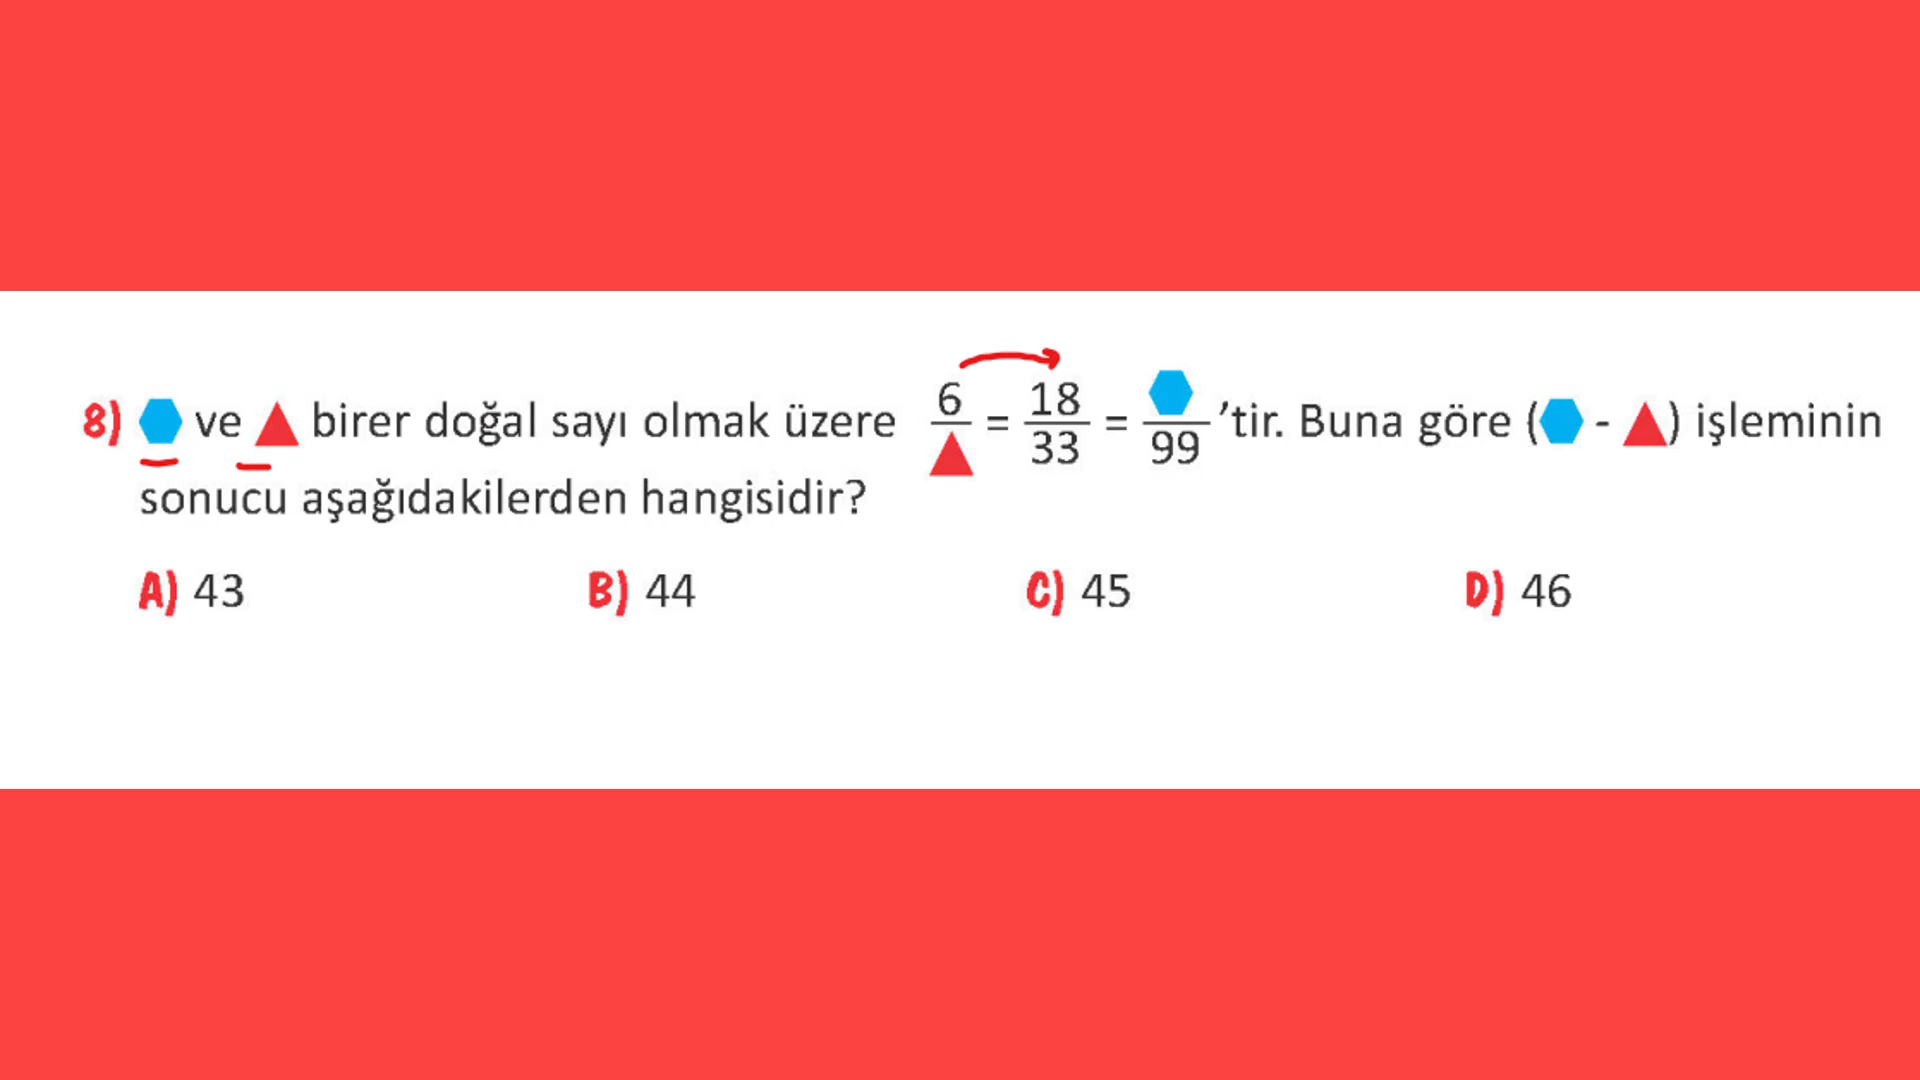 8) ⬢ ve ▲ birer doğal sayı olmak üzere 6/▲ = 18/33 = ⬢/99 ’tir. Buna göre (⬢ - ▲) işleminin
sonucu aşağıdakilerden hangisidir?
A) 43 B) 44 C) 45 D) 46